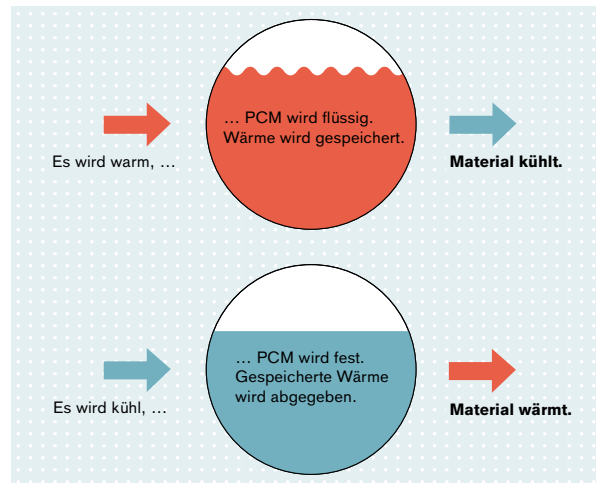 … PCM wird flüssig.
Wärme wird gespeichert.
Es wird warm, …
Material kühlt.
… PCM wird fest.
Gespeicherte Wärme
wird abgegeben.
Es wird kühl, …
Material wärmt.